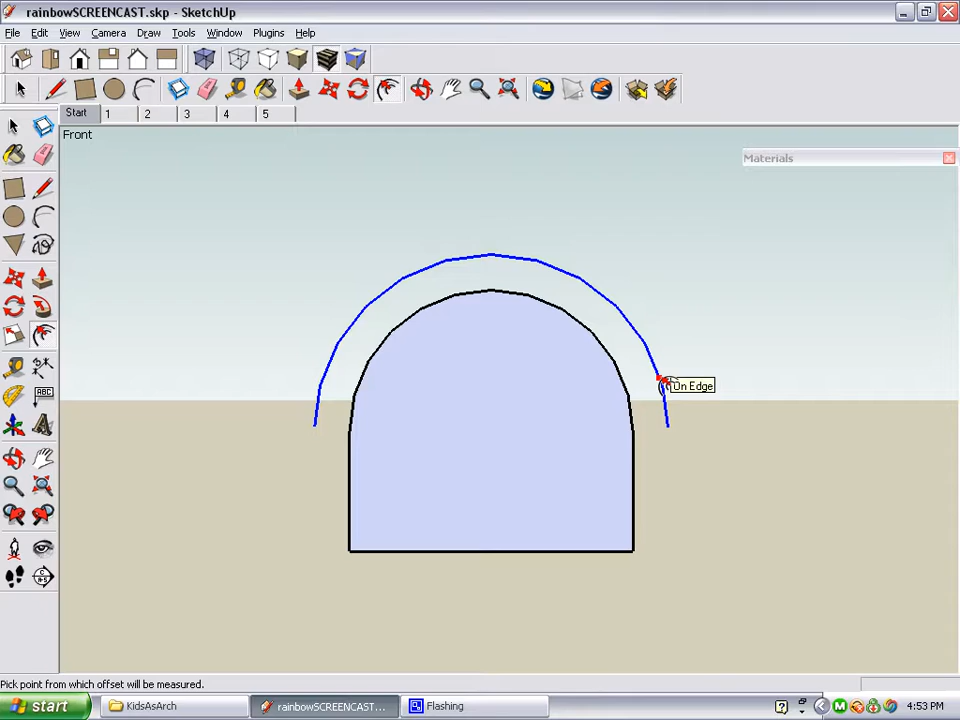 rainbowSCREENCAST.skp - SketchUp
File Edit View Camera Draw Tools Window Plugins Help
Start 1 2 3 4 5
Front
Materials
On Edge
ABC
Pick point from which offset will be measured.
start KidsAsArch rainbowSCREENCAST.... Flashing 4:53 PM